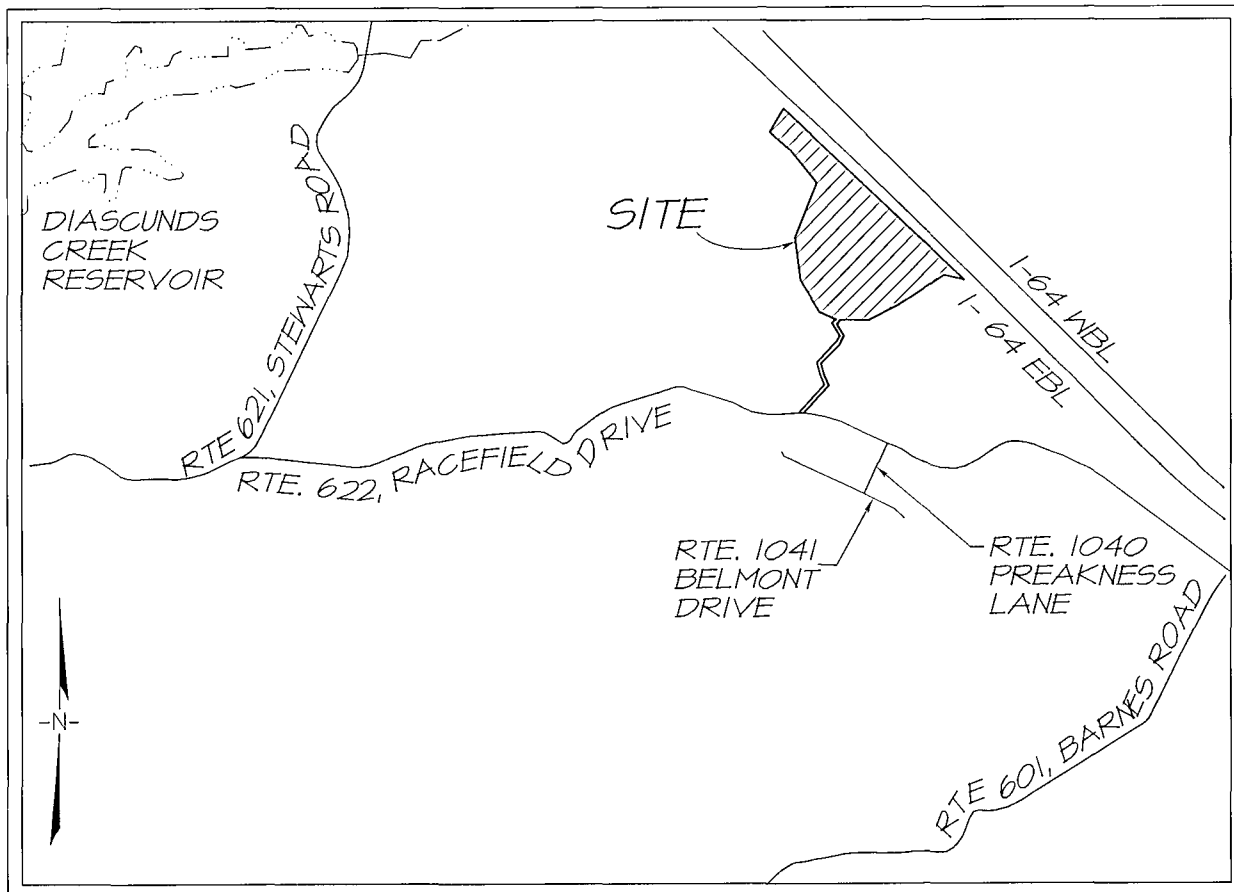 DIASCUNDS
CREEK
RESERVOIR
RTE 621, STEWARTS ROAD
SITE
I-64 WBL
I- 64 EBL
RTE. 622, RACEFIELD DRIVE
RTE. 1041
BELMONT
DRIVE
RTE. 1040
PREAKNESS
LANE
RTE 601, BARNES ROAD
-N-